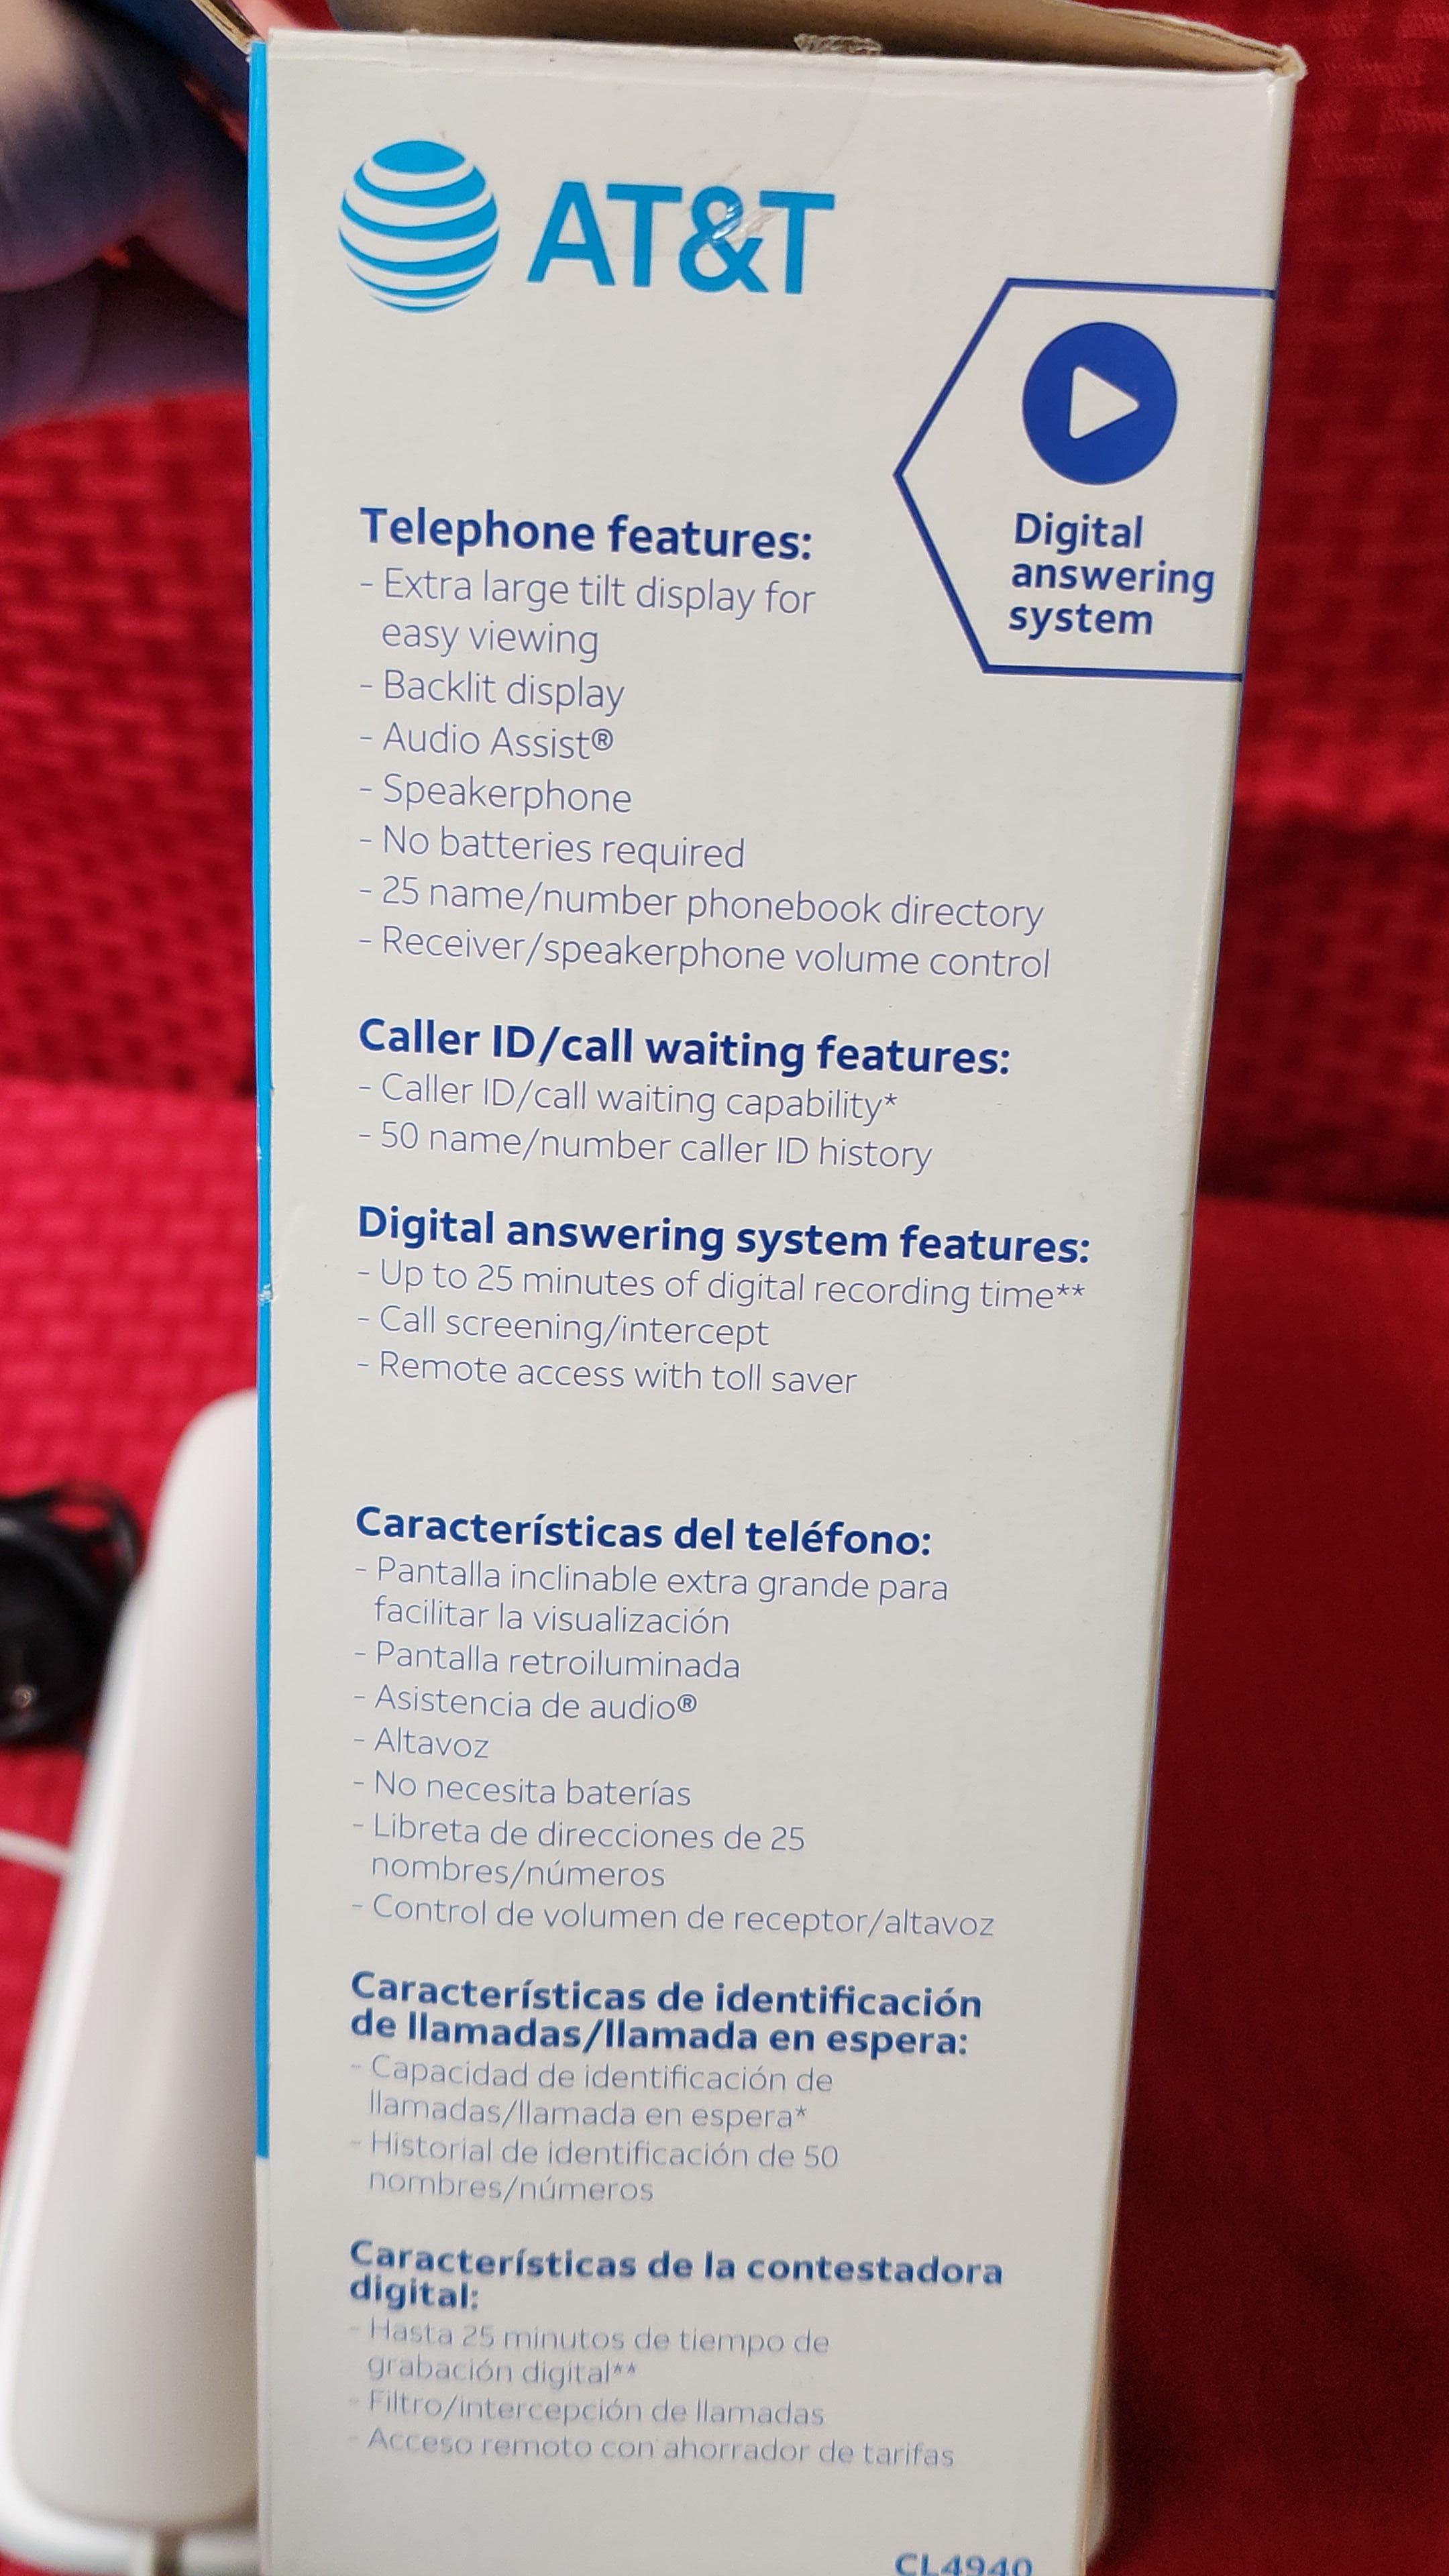 AT&T
Digital
answering
system
Telephone features:
- Extra large tilt display for
easy viewing
- Backlit display
- Audio Assist®
- Speakerphone
- No batteries required
- 25 name/number phonebook directory
- Receiver/speakerphone volume control
Caller ID/call waiting features:
- Caller ID/call waiting capability*
- 50 name/number caller ID history
Digital answering system features:
- Up to 25 minutes of digital recording time**
- Call screening/intercept
- Remote access with toll saver
Características del teléfono:
- Pantalla inclinable extra grande para
facilitar la visualización
- Pantalla retroiluminada
- Asistencia de audio®
- Altavoz
- No necesita baterías
- Libreta de direcciones de 25
nombres/números
- Control de volumen de receptor/altavoz
Características de identificación
de llamadas/llamada en espera:
- Capacidad de identificación de
llamadas/llamada en espera*
- Historial de identificación de 50
nombres/números
Características de la contestadora
digital:
- Hasta 25 minutos de tiempo de
grabación digital**
- Filtro/intercepción de llamadas
- Acceso remoto con ahorrador de tarifas
CL4940